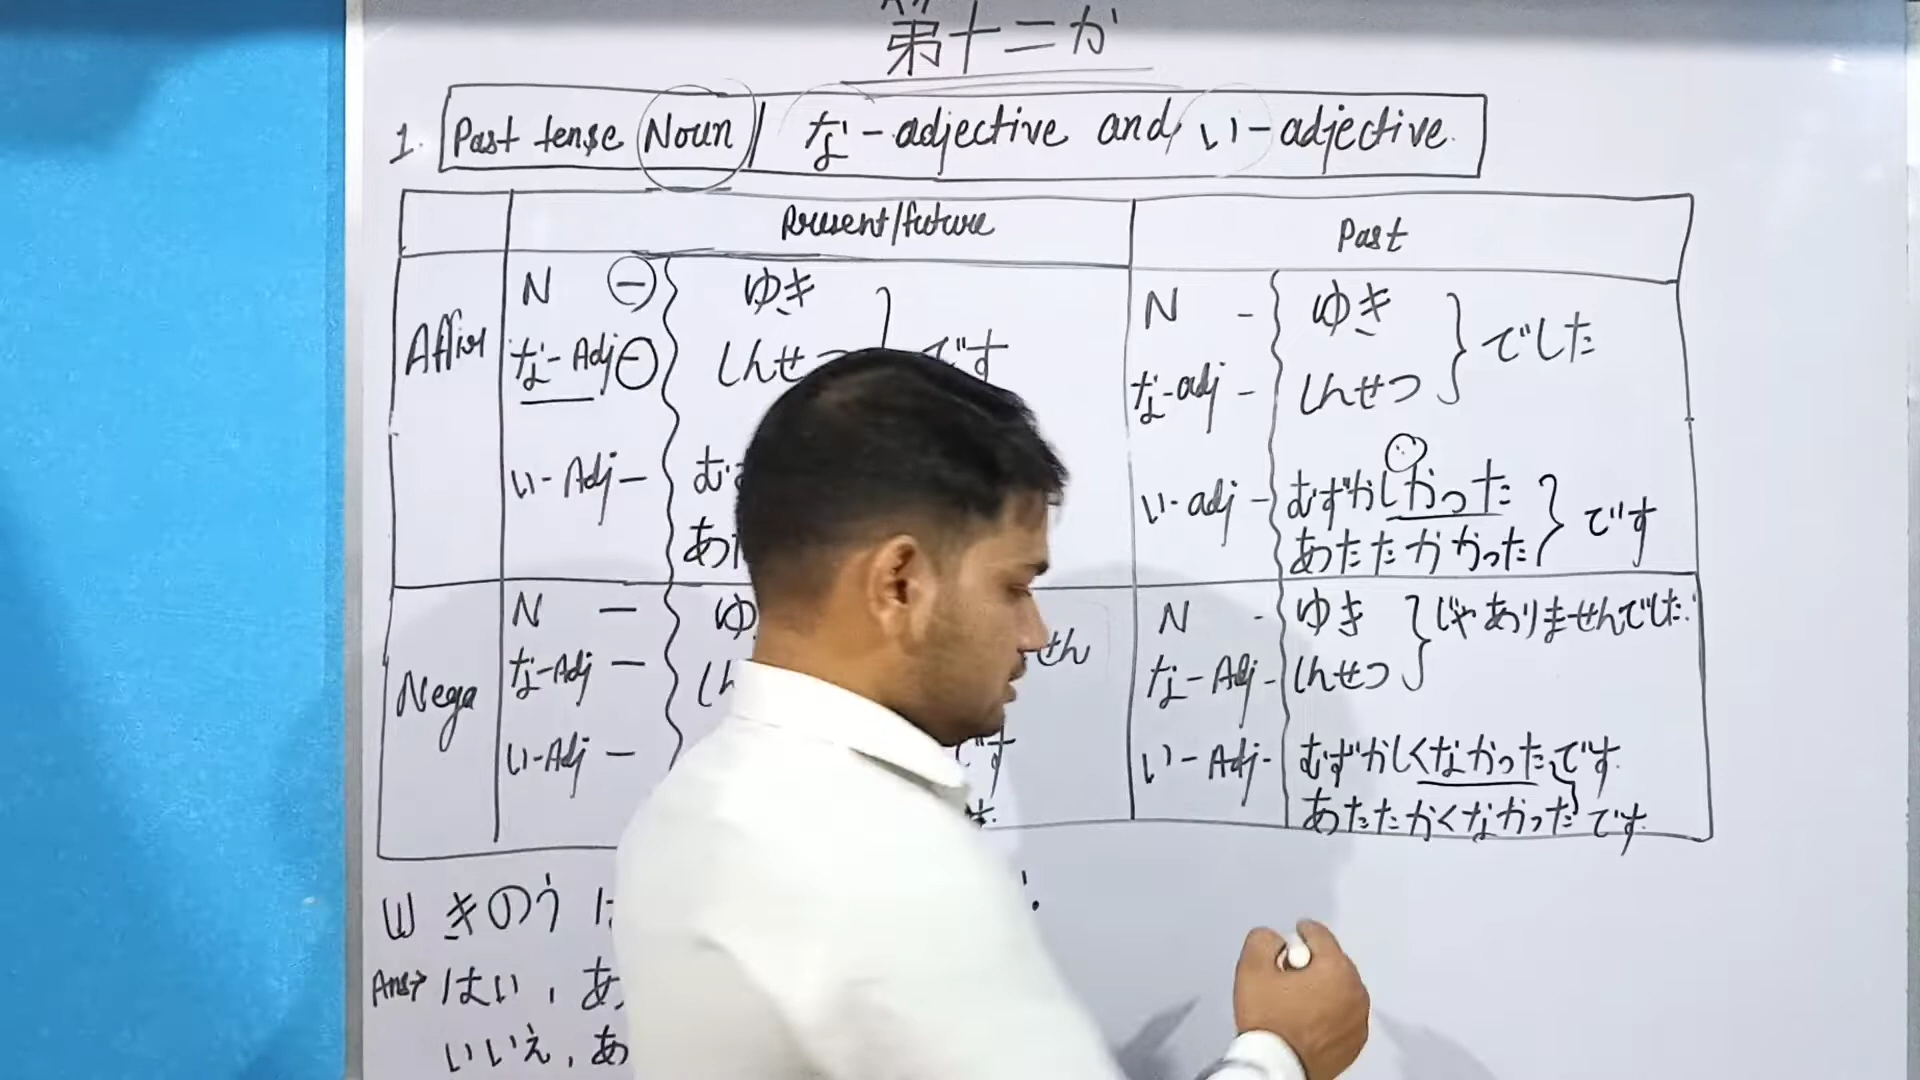 第十二か
1. Past tense Noun / な-adjective and い-adjective.
Present/future Past
Affir N - ゆき N - ゆき
な-Adj - しんせつ です な-adj - しんせつ でした
い-Adj - い-adj - むずかしかった
あたたかかった です
Nega N - N - ゆき じゃありませんでした.
な-Adj - せん な-Adj - しんせつ
い-Adj - です い-Adj- むずかしくなかったです.
あたたかくなかったです.
きのう
Ans→ はい, あ
いいえ, あ